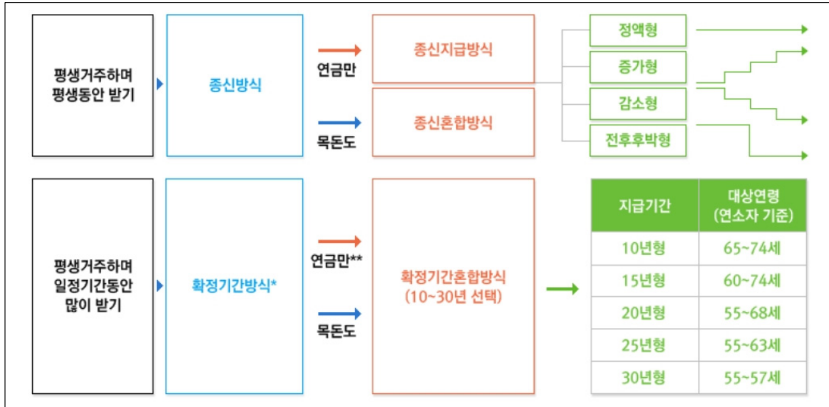 평생거주하며
평생동안 받기
종신방식
연금만
목돈도
종신지급방식
종신혼합방식
정액형
증가형
감소형
전후후박형
평생거주하며
일정기간동안
많이 받기
확정기간방식*
연금만**
목돈도
확정기간혼합방식
(10~30년 선택)
지급기간 대상연령
(연소자 기준)
10년형 65~74세
15년형 60~74세
20년형 55~68세
25년형 55~63세
30년형 55~57세